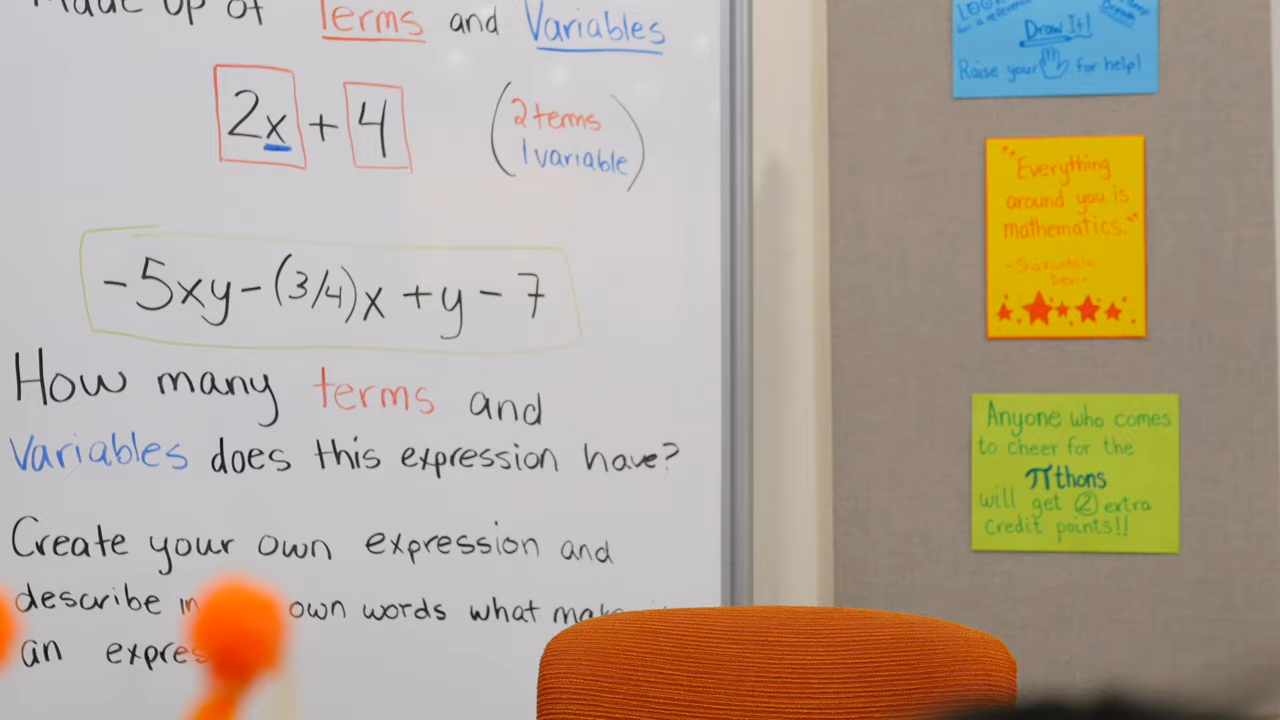 Made up of Terms and Variables
2x + 4
(2 terms
1 variable)
-5xy-(3/4)x + y - 7
How many terms and
Variables does this expression have?
Create your own expression and
describe in own words what
an
Draw It!
Raise your for help!
"Everything
around you is
mathematics."
- Shakuntala
Devi -
Anyone who comes
to cheer for the
πthons
will get ② extra
credit points!!